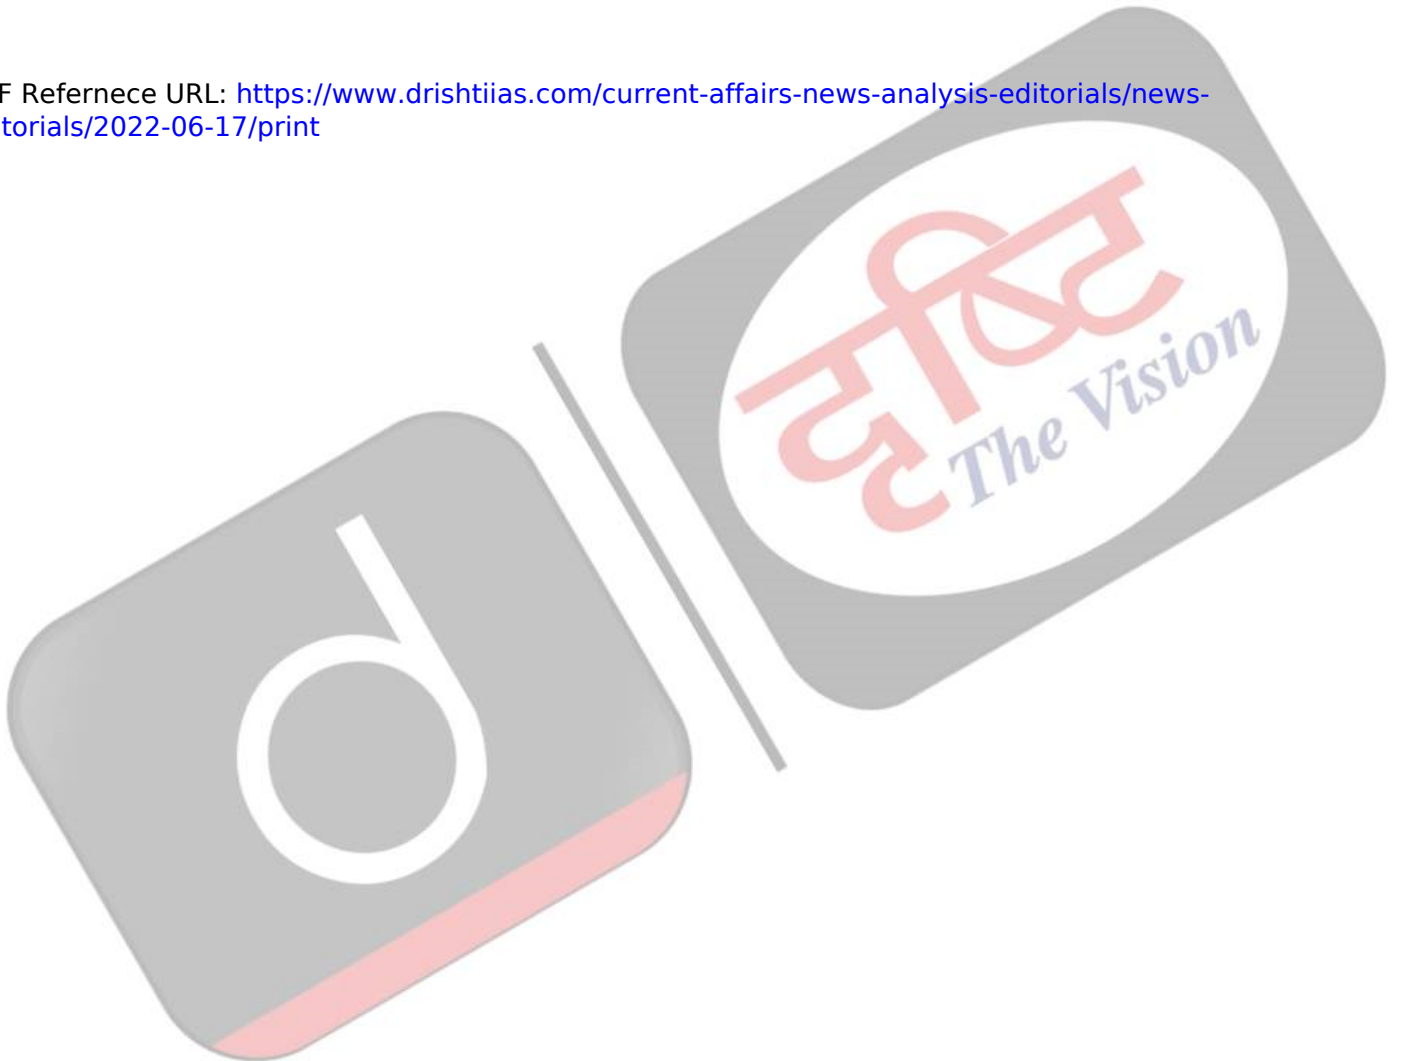 F Refernece URL: https://www.drishtiias.com/current-affairs-news-analysis-editorials/news-
torials/2022-06-17/print
दृष्टि
The Vision
d